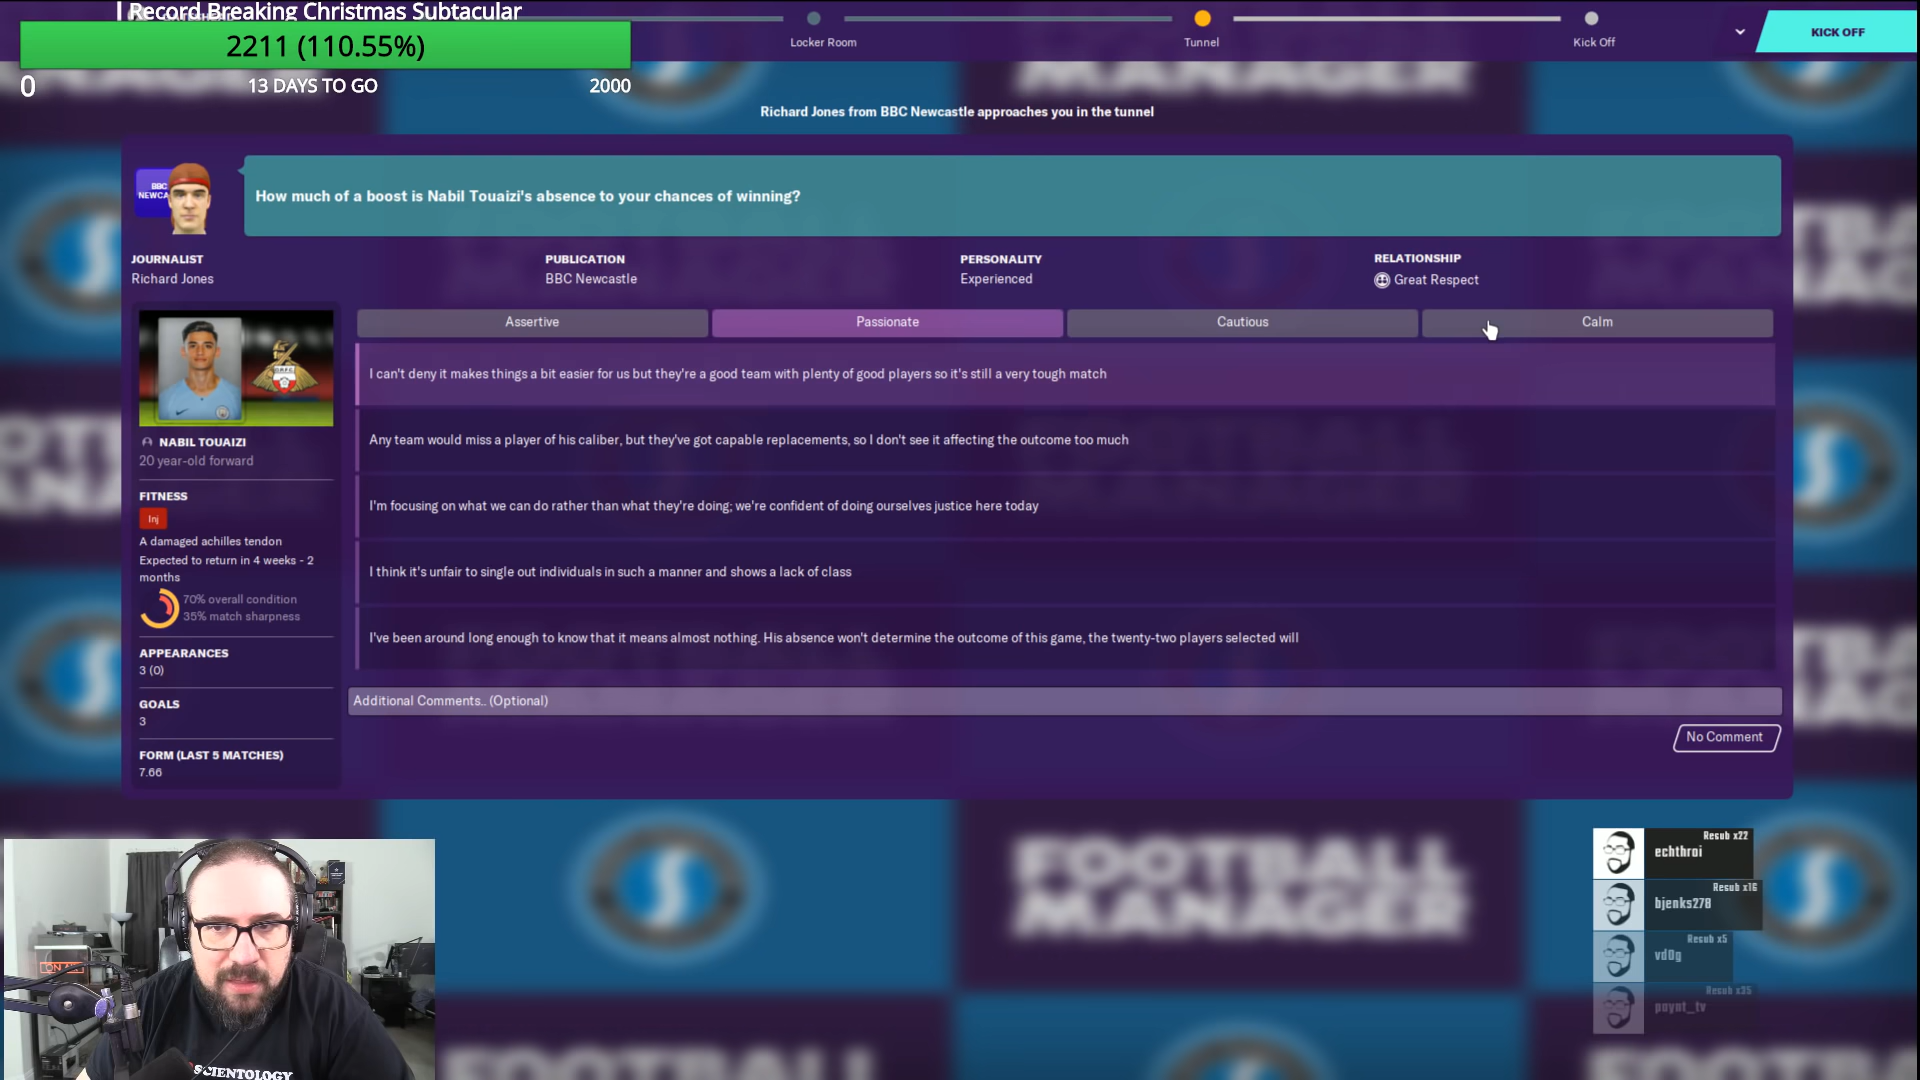 Record Breaking Christmas Subtacular
2211 (110.55%)
0
13 DAYS TO GO
2000
Locker Room
Tunnel
Kick Off
KICK OFF
MANAGER
Richard Jones from BBC Newcastle approaches you in the tunnel
BBC
NEWCA
How much of a boost is Nabil Touaizi's absence to your chances of winning?
JOURNALIST
Richard Jones
PUBLICATION
BBC Newcastle
PERSONALITY
Experienced
RELATIONSHIP
Great Respect
Assertive
Passionate
Cautious
Calm
I can't deny it makes things a bit easier for us but they're a good team with plenty of good players so it's still a very tough match
Any team would miss a player of his caliber, but they've got capable replacements, so I don't see it affecting the outcome too much
I'm focusing on what we can do rather than what they're doing; we're confident of doing ourselves justice here today
I think it's unfair to single out individuals in such a manner and shows a lack of class
I've been around long enough to know that it means almost nothing. His absence won't determine the outcome of this game, the twenty-two players selected will
NABIL TOUAIZI
20 year-old forward
FITNESS
Inj
A damaged achilles tendon
Expected to return in 4 weeks - 2
months
70% overall condition
35% match sharpness
APPEARANCES
3 (0)
GOALS
3
FORM (LAST 5 MATCHES)
7.66
Additional Comments.. (Optional)
No Comment
FOOTBALL
MANAGER
Resub x22
echthroi
Resub x16
bjenks278
Resub x5
vd0g
Resub x35
poynt_tv
ON AIR
SCIENTOLOGY